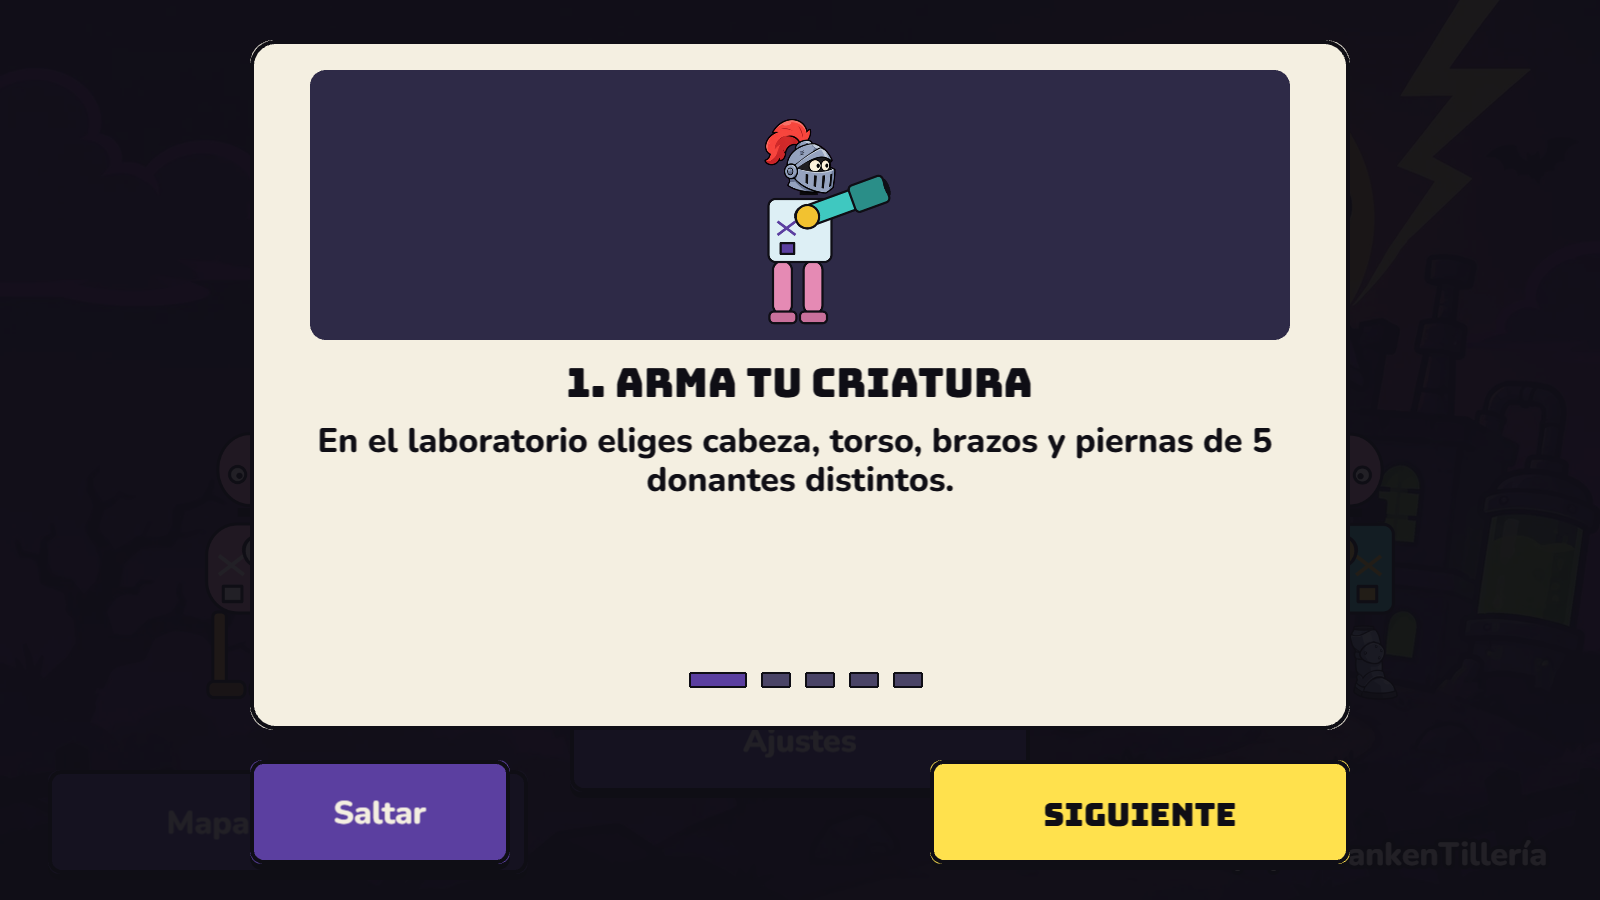 1. ARMA TU CRIATURA
En el laboratorio eliges cabeza, torso, brazos y piernas de 5
donantes distintos.
Ajustes
Mapa
Saltar
SIGUIENTE
ankenTillería